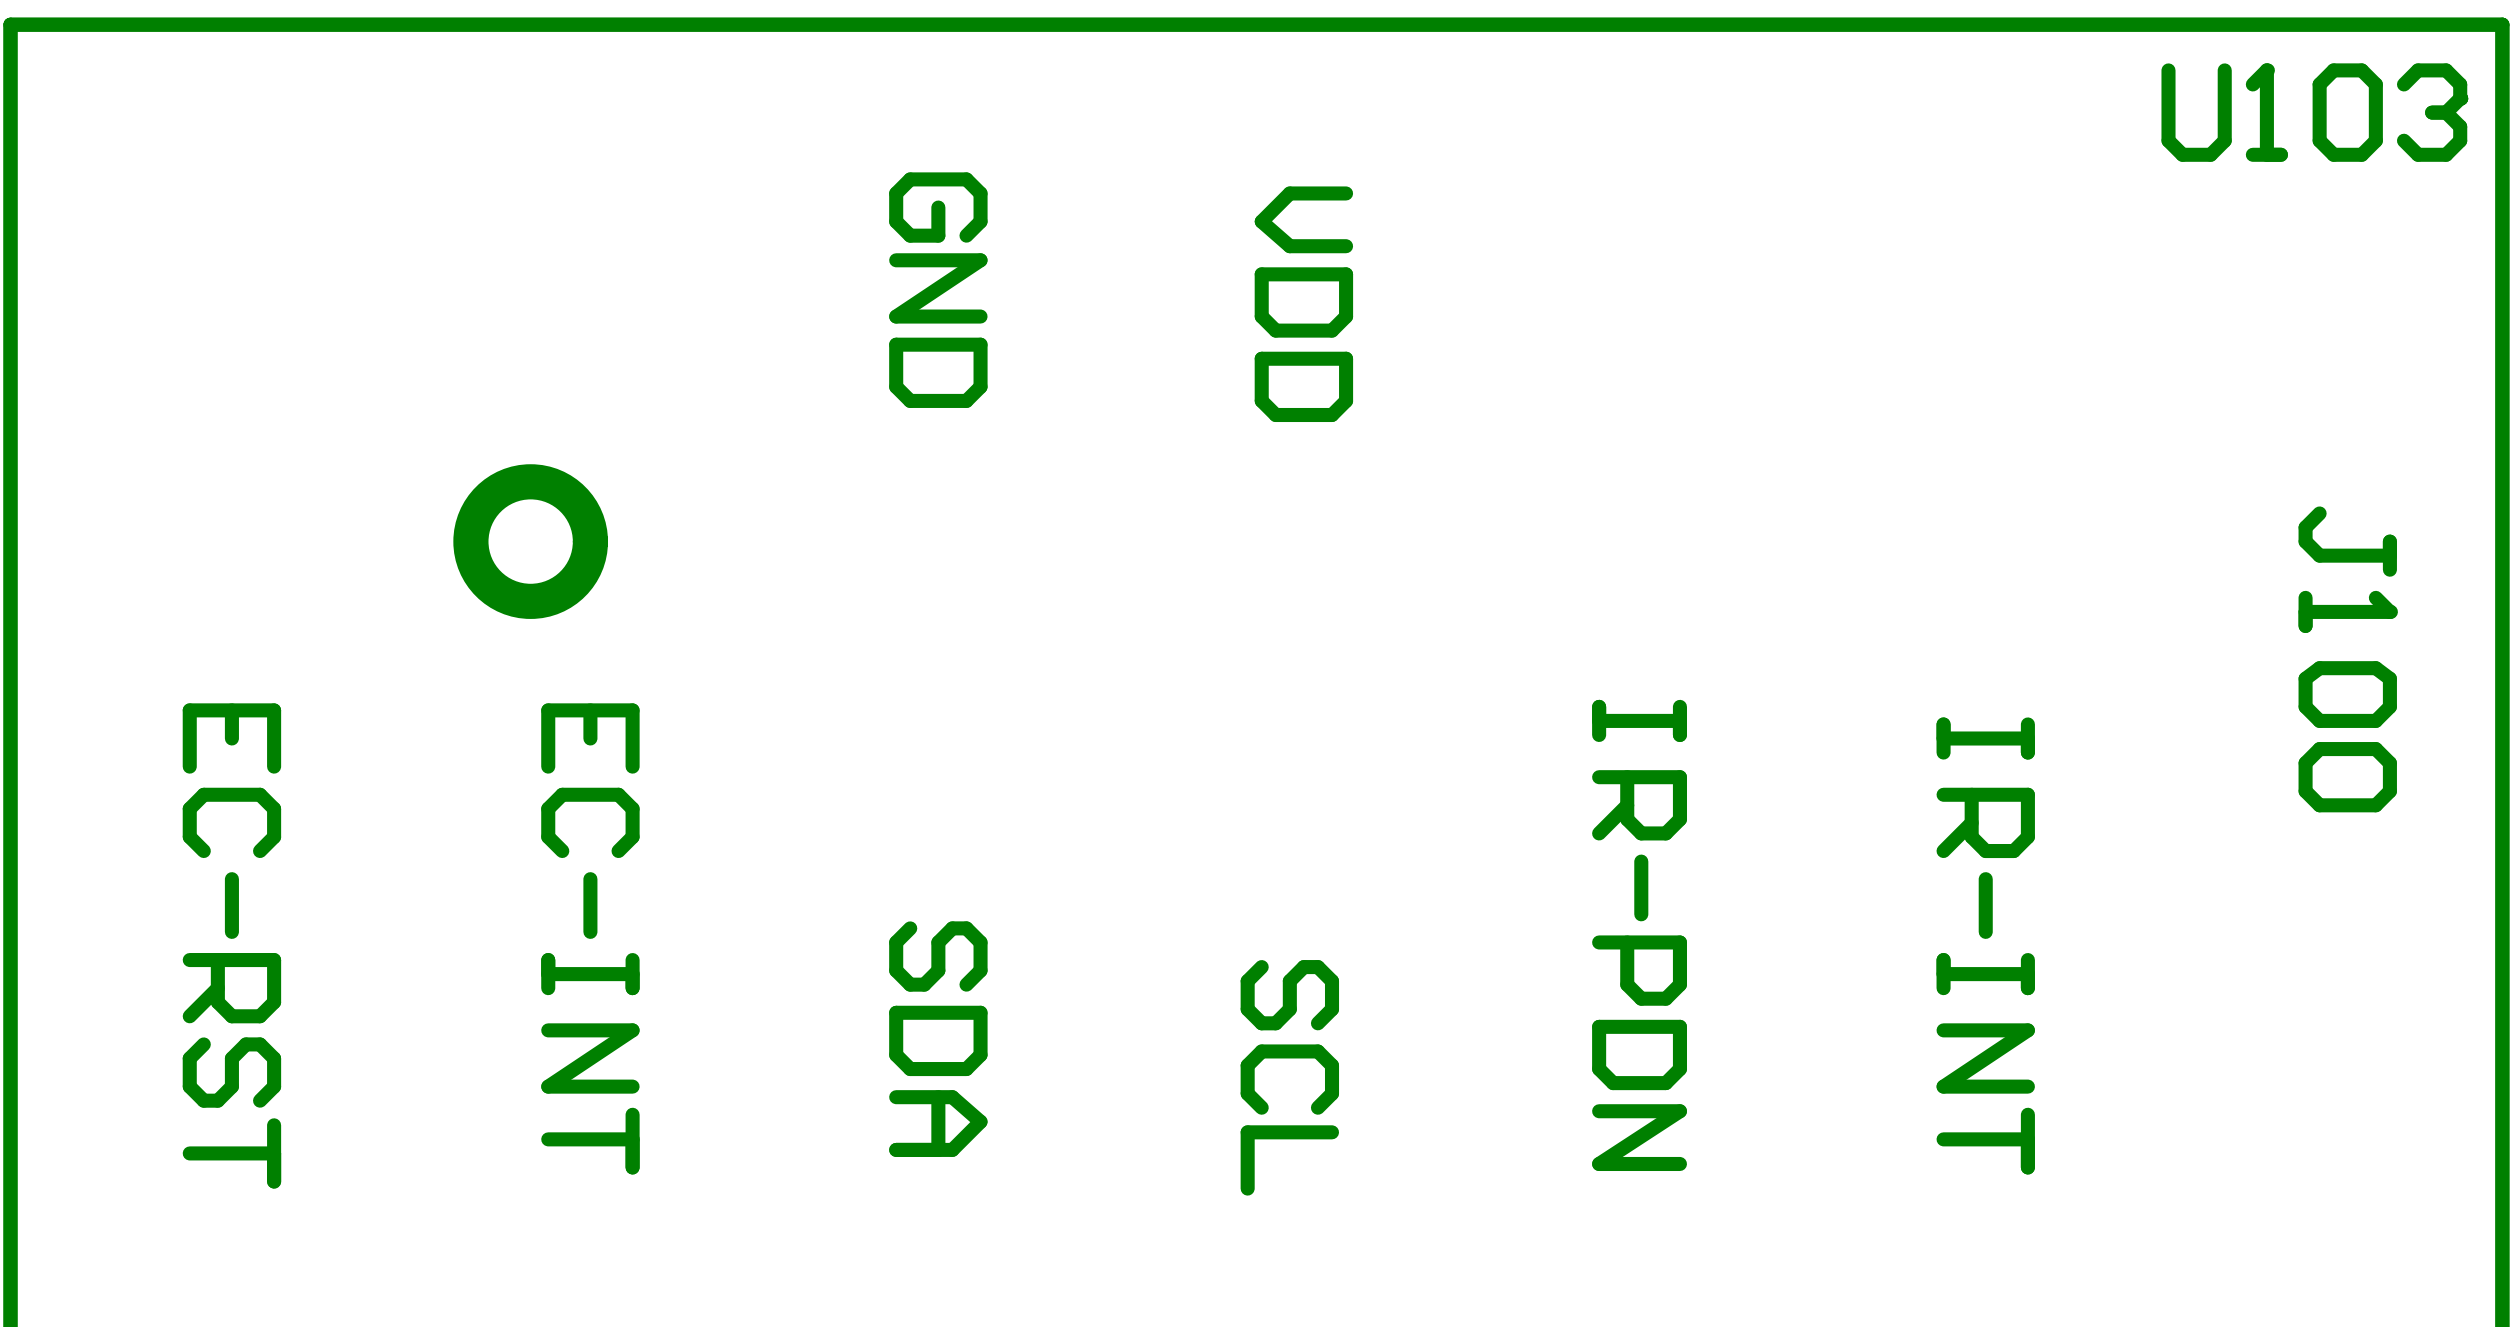 U103
GND
VDD
J100
EC-RST
EC-INT
SDA
SCL
IR-PDN
IR-INT